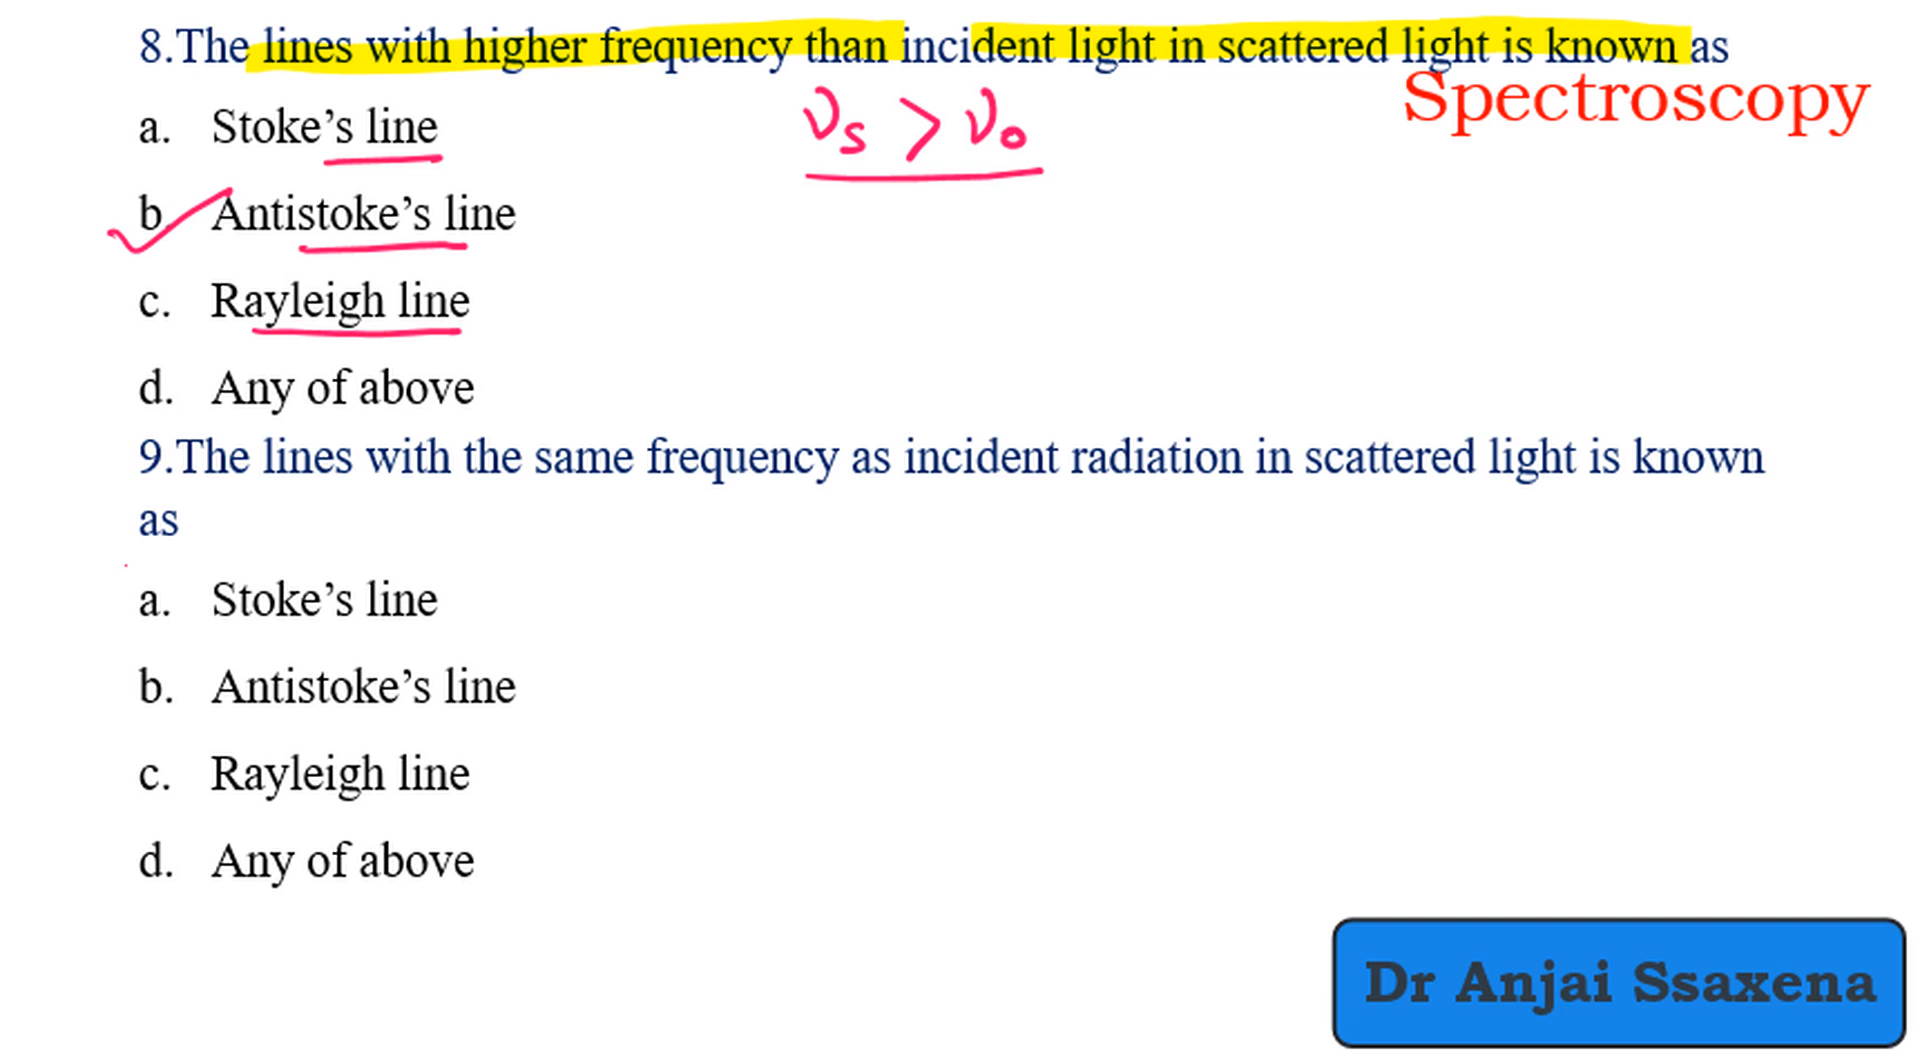 8.The lines with higher frequency than incident light in scattered light is known as
Spectroscopy
a. Stoke’s line
νs > νo
b. Antistoke’s line
c. Rayleigh line
d. Any of above
9.The lines with the same frequency as incident radiation in scattered light is known
as
a. Stoke’s line
b. Antistoke’s line
c. Rayleigh line
d. Any of above
Dr Anjai Ssaxena